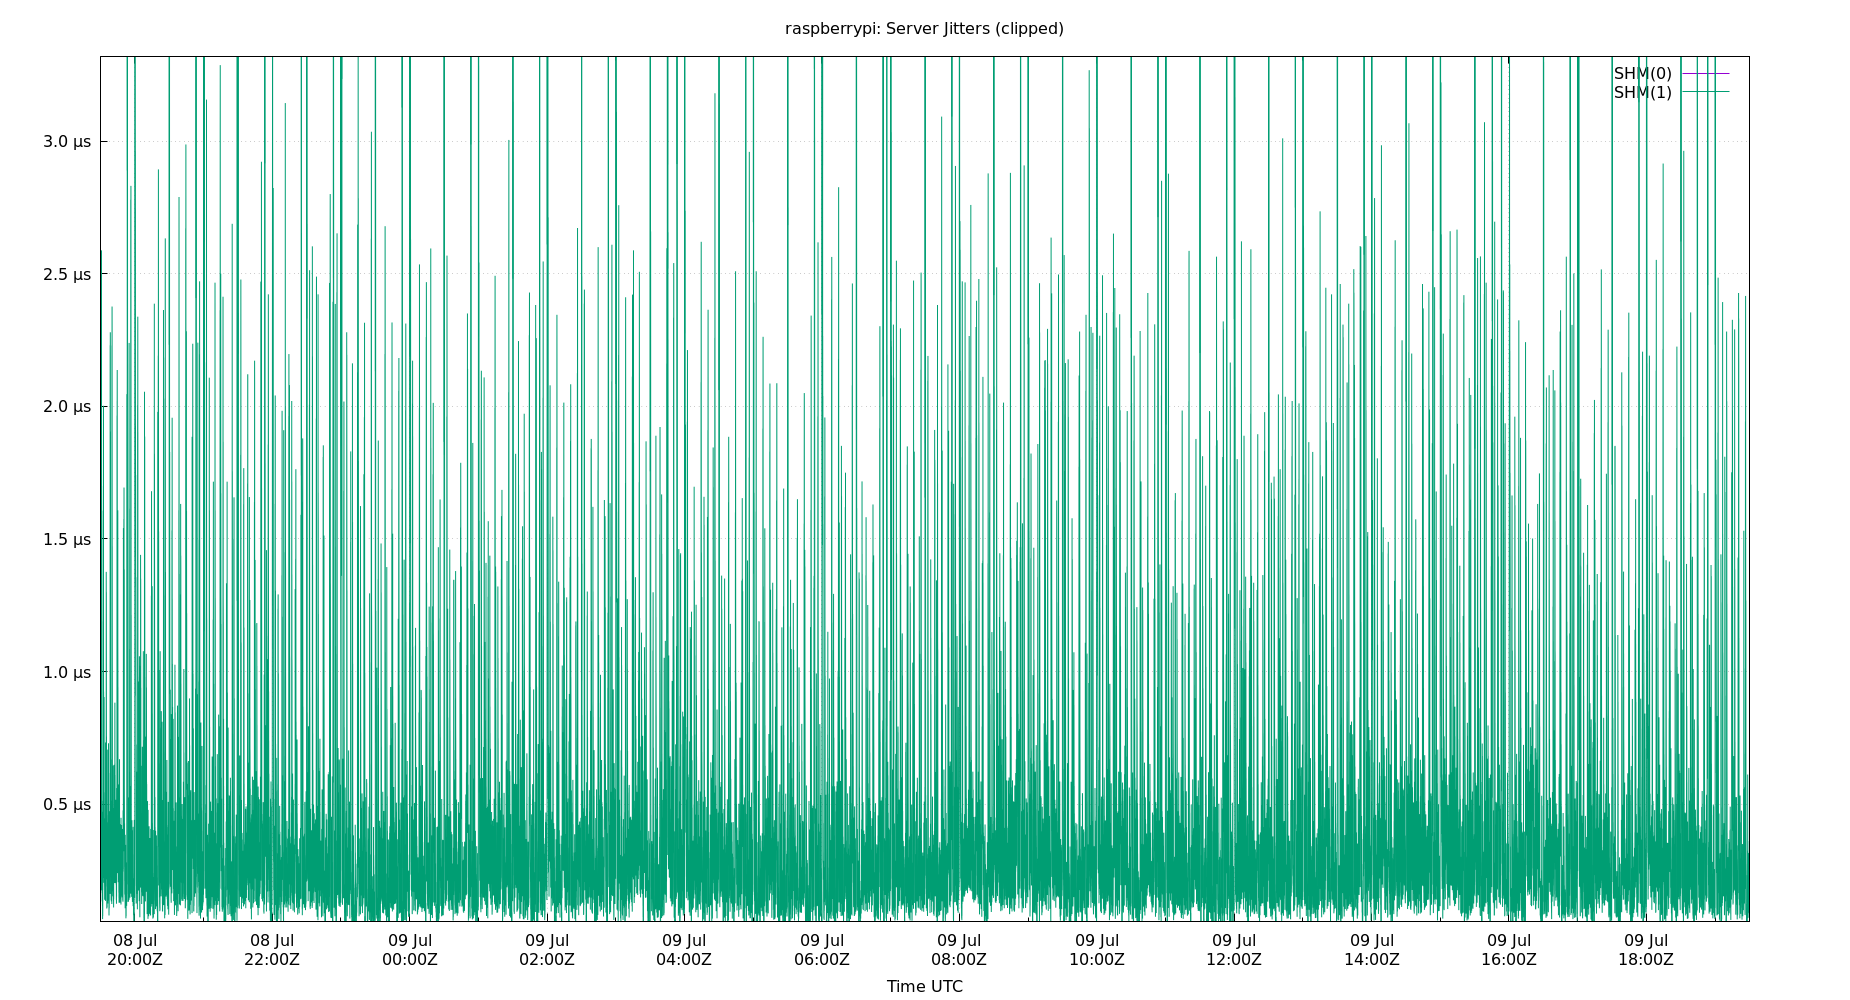 raspberrypi: Server Jitters (clipped)
SHM(0)
SHM(1)
3.0 µs
2.5 µs
2.0 µs
1.5 µs
1.0 µs
0.5 µs
08 Jul 08 Jul 09 Jul 09 Jul 09 Jul 09 Jul 09 Jul 09 Jul 09 Jul 09 Jul 09 Jul 09 Jul
20:00Z 22:00Z 00:00Z 02:00Z 04:00Z 06:00Z 08:00Z 10:00Z 12:00Z 14:00Z 16:00Z 18:00Z
Time UTC